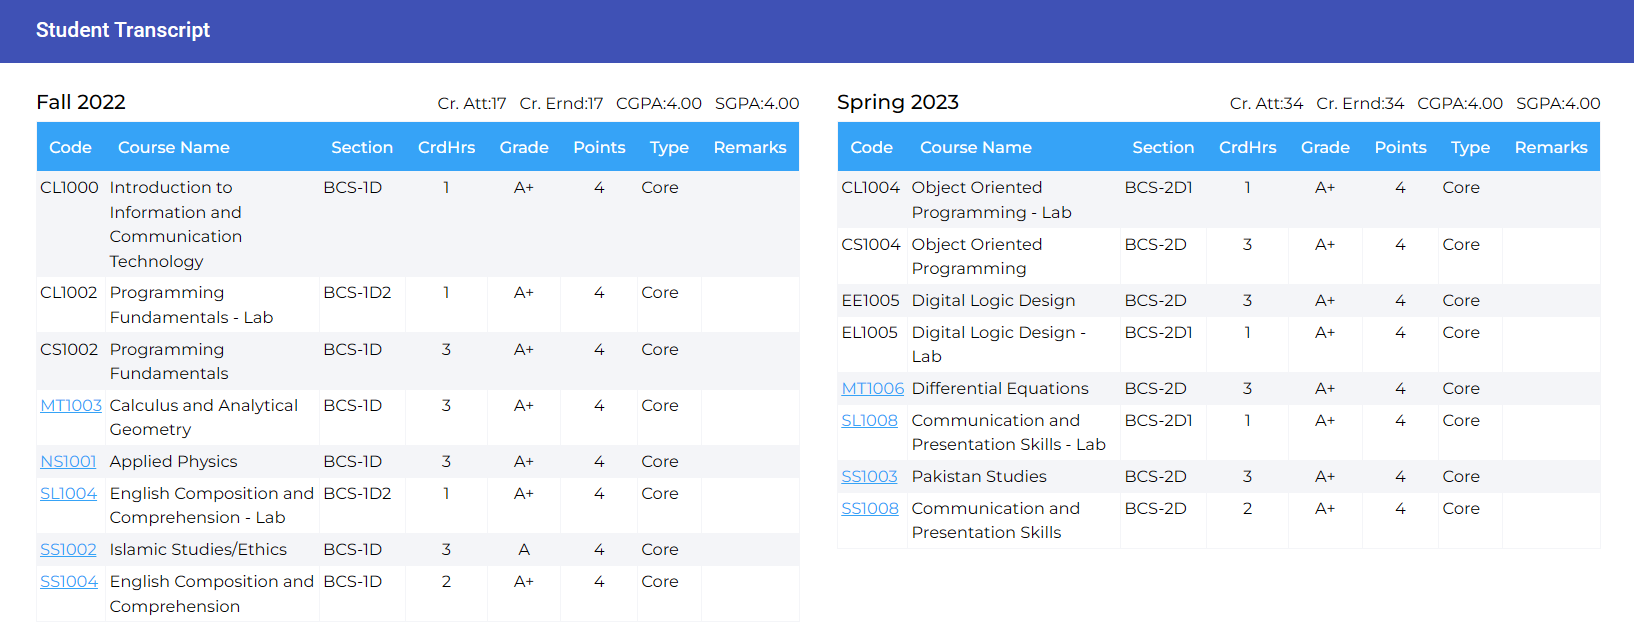 Student Transcript
Fall 2022 Cr. Att:17 Cr. Ernd:17 CGPA:4.00 SGPA:4.00
Code Course Name Section CrdHrs Grade Points Type Remarks
CL1000 Introduction to BCS-1D 1 A+ 4 Core
Information and
Communication
Technology
CL1002 Programming BCS-1D2 1 A+ 4 Core
Fundamentals - Lab
CS1002 Programming BCS-1D 3 A+ 4 Core
Fundamentals
MT1003 Calculus and Analytical BCS-1D 3 A+ 4 Core
Geometry
NS1001 Applied Physics BCS-1D 3 A+ 4 Core
SL1004 English Composition and BCS-1D2 1 A+ 4 Core
Comprehension - Lab
SS1002 Islamic Studies/Ethics BCS-1D 3 A 4 Core
SS1004 English Composition and BCS-1D 2 A+ 4 Core
Comprehension
Spring 2023 Cr. Att:34 Cr. Ernd:34 CGPA:4.00 SGPA:4.00
Code Course Name Section CrdHrs Grade Points Type Remarks
CL1004 Object Oriented BCS-2D1 1 A+ 4 Core
Programming - Lab
CS1004 Object Oriented BCS-2D 3 A+ 4 Core
Programming
EE1005 Digital Logic Design BCS-2D 3 A+ 4 Core
EL1005 Digital Logic Design - BCS-2D1 1 A+ 4 Core
Lab
MT1006 Differential Equations BCS-2D 3 A+ 4 Core
SL1008 Communication and BCS-2D1 1 A+ 4 Core
Presentation Skills - Lab
SS1003 Pakistan Studies BCS-2D 3 A+ 4 Core
SS1008 Communication and BCS-2D 2 A+ 4 Core
Presentation Skills